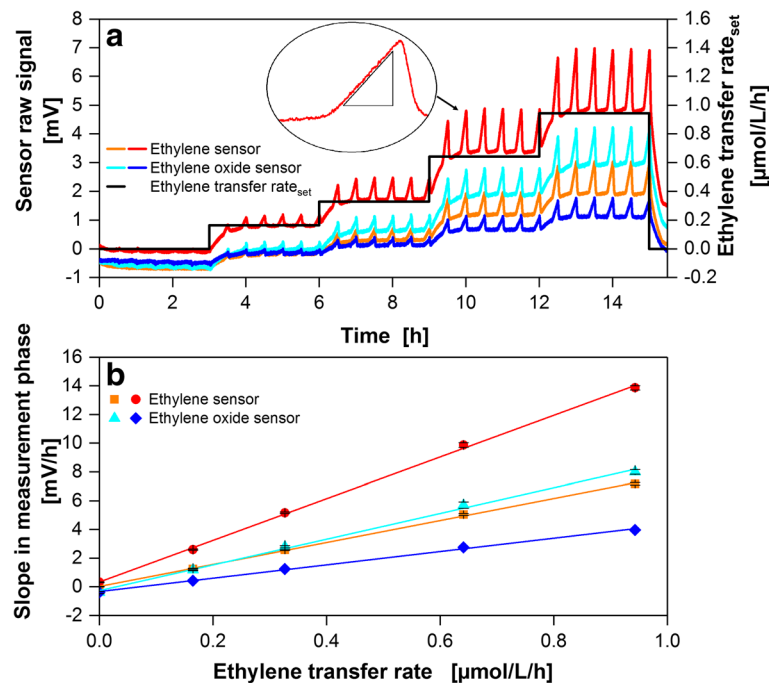 a
Sensor raw signal
[mV]
8
7
6
5
4
3
2
1
0
-1
1.6
1.4
1.2
1.0
0.8
0.6
0.4
0.2
0.0
-0.2
Ethylene transfer rate_set
[µmol/L/h]
Ethylene sensor
Ethylene oxide sensor
Ethylene transfer rate_set
0 2 4 6 8 10 12 14
Time [h]
b
Slope in measurement phase
[mV/h]
16
14
12
10
8
6
4
2
0
-2
Ethylene sensor
Ethylene oxide sensor
0.0 0.2 0.4 0.6 0.8 1.0
Ethylene transfer rate [µmol/L/h]